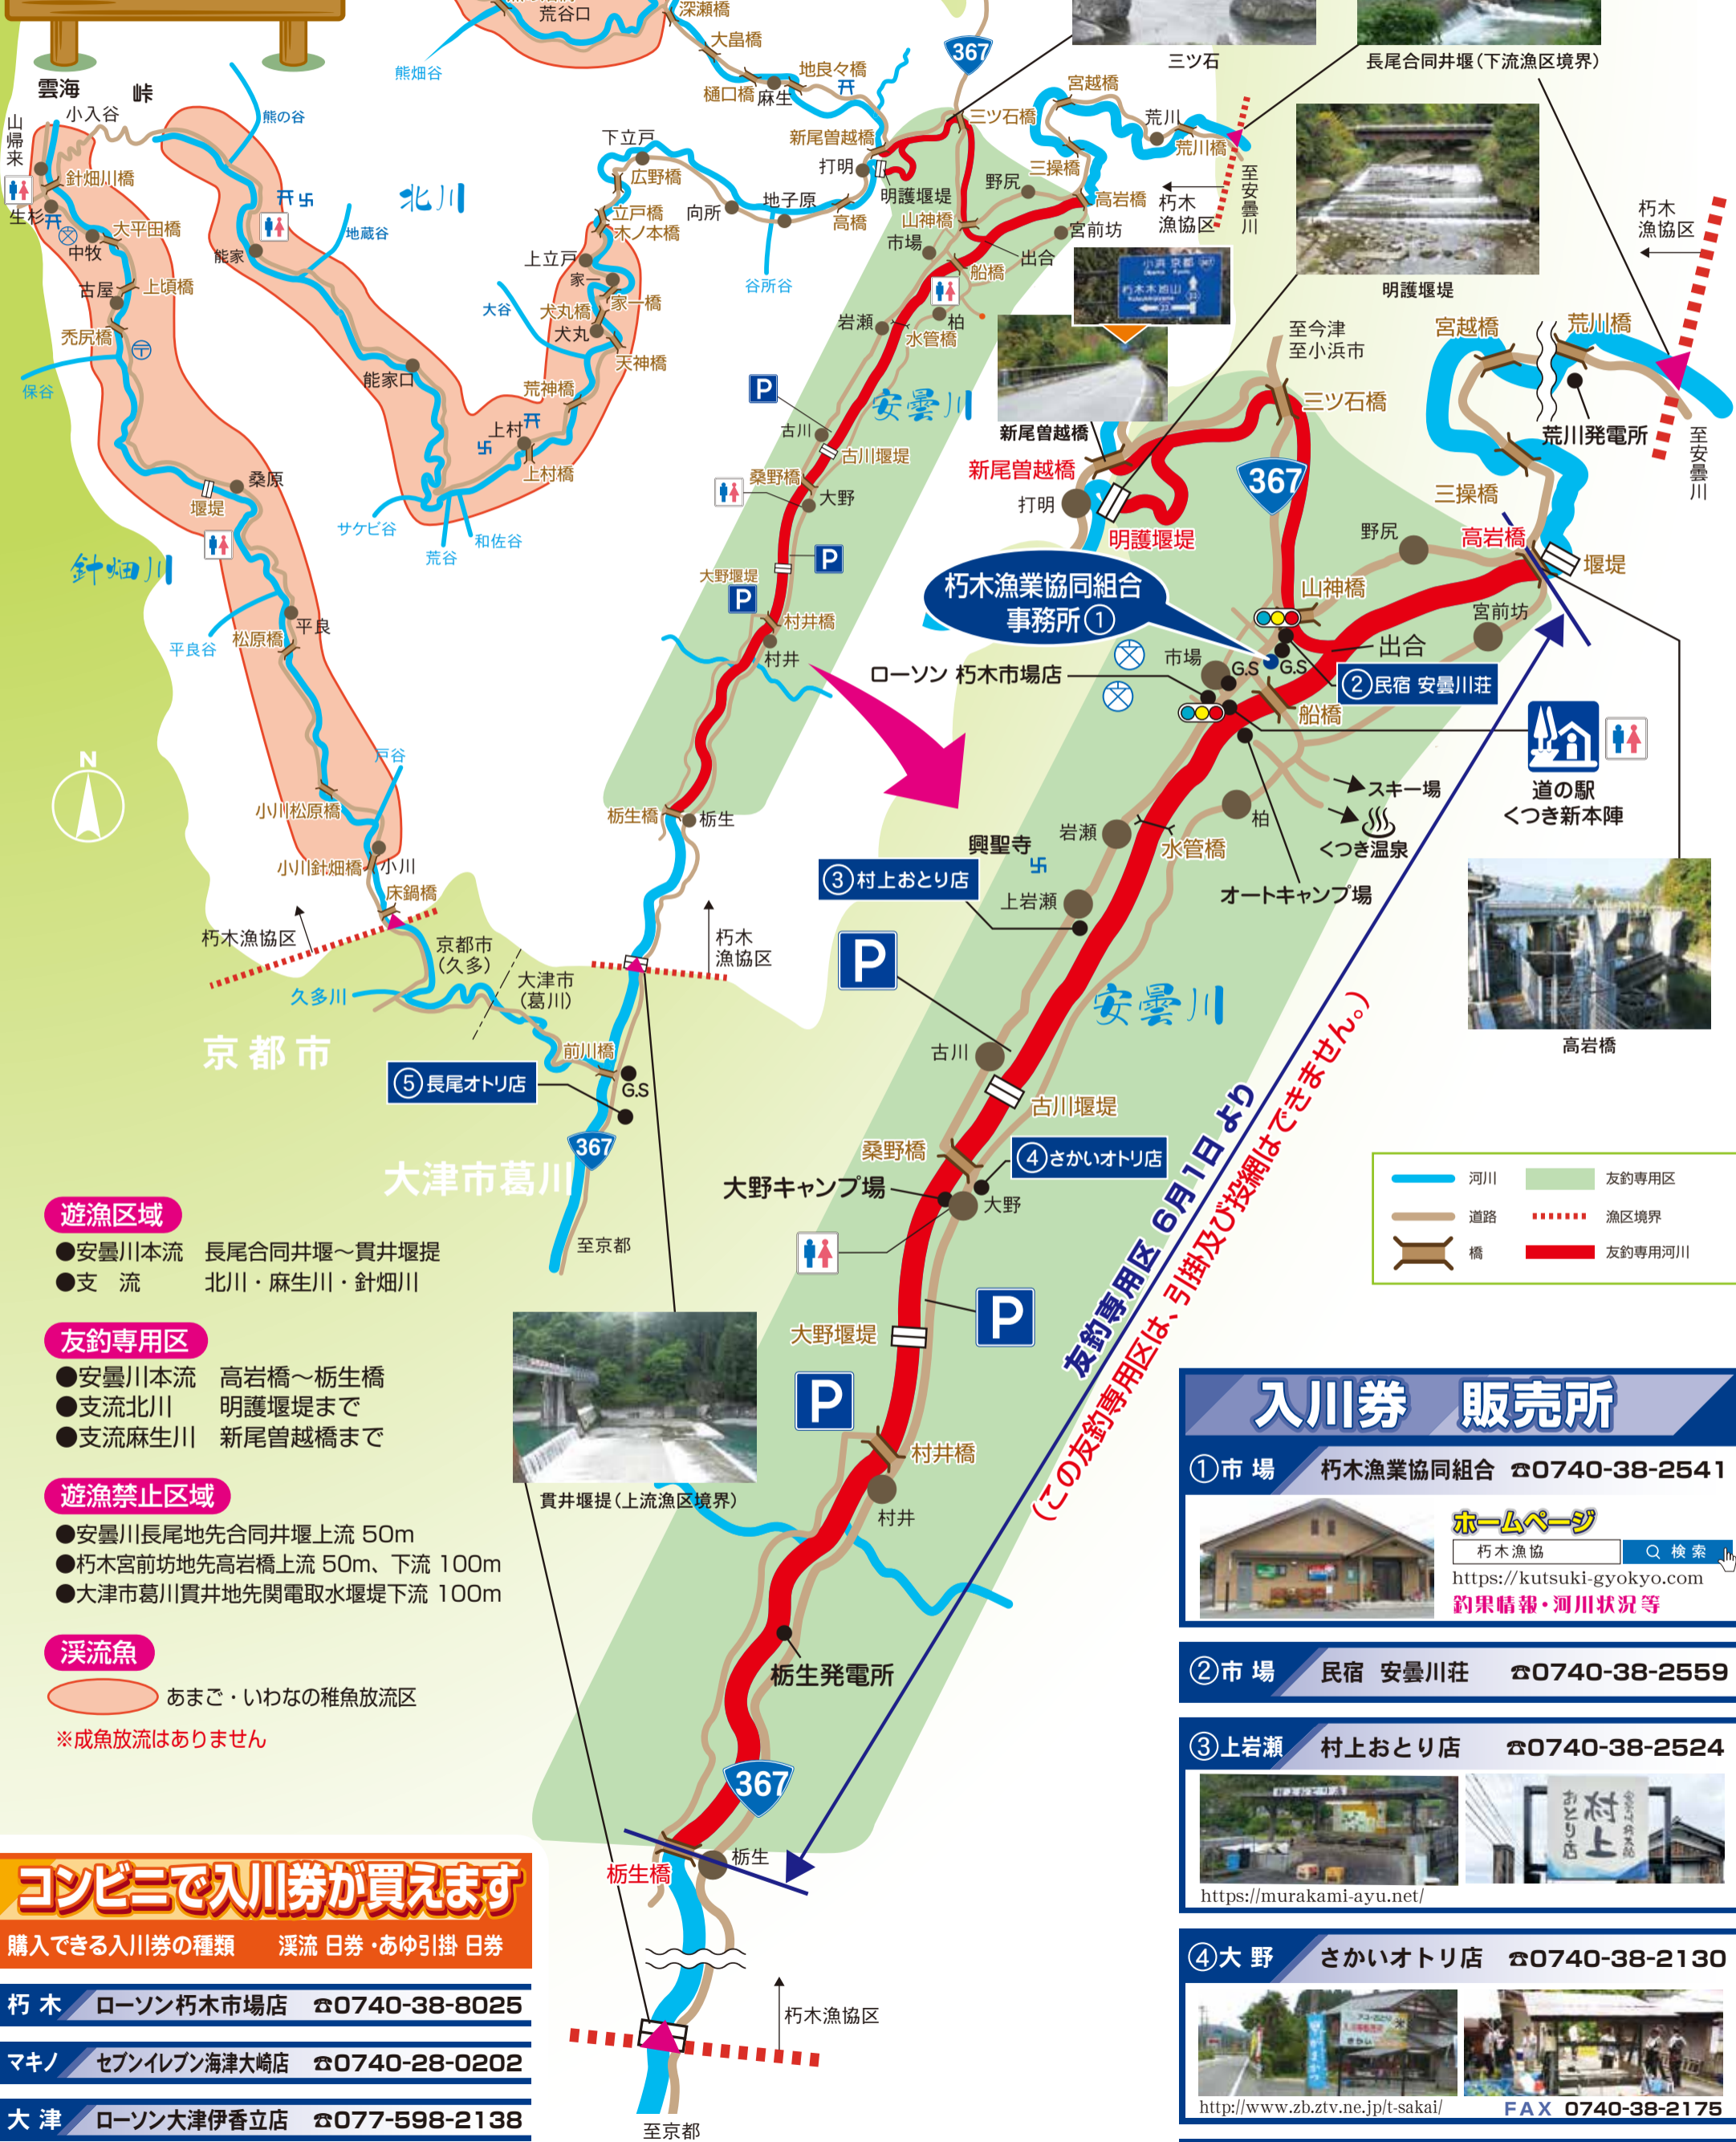 荒谷口
深瀬橋
大畠橋
熊畑谷
樋口橋
麻生
地良々橋
367
三ツ石
長尾合同井堰(下流漁区境界)
雲海
峠
小入谷
山帰来
熊の谷
針畑川橋
生杉
大平田橋
中牧
古屋
上頃橋
禿尻橋
保谷
北川
地蔵谷
能家
能家口
下立戸
広野橋
立戸橋
木ノ本橋
上立戸
家一
家一橋
大谷
犬丸橋
犬丸
天神橋
荒神橋
上村
上村橋
サケビ谷
荒谷
和佐谷
向所
地子原
谷所谷
高橋
新尾曽越橋
打明
明護堰堤
三ツ石橋
宮越橋
荒川
荒川橋
三操橋
高岩橋
野尻
山神橋
市場
宮前坊
出合
船橋
朽木
漁協区
至安曇川
岩瀬
柏
水管橋
安曇川
P
古川
古川堰堤
桑野橋
大野
P
大野堰堤
P
村井橋
村井
栃生橋
栃生
桑原
堰堤
針畑川
平良
松原橋
平良谷
戸谷
小川松原橋
小川針畑橋
小川
床鍋橋
N
朽木漁協区
京都市
(久多)
大津市
(葛川)
久多川
京都市
前川橋
G.S
⑤長尾オトリ店
367
大津市葛川
至京都
朽木
漁協区
小浜 京都
朽木木地山
新尾曽越橋
明護堰堤
至今津
至小浜市
三ツ石橋
367
新尾曽越橋
打明
明護堰堤
宮越橋
荒川橋
荒川発電所
朽木
漁協区
至安曇川
三操橋
野尻
高岩橋
堰堤
宮前坊
山神橋
出合
朽木漁業協同組合
事務所①
ローソン 朽木市場店
市場
G.S
G.S
②民宿 安曇川荘
船橋
道の駅
くつき新本陣
スキー場
くつき温泉
柏
岩瀬
水管橋
オートキャンプ場
興聖寺
③村上おとり店
上岩瀬
高岩橋
P
安曇川
古川
古川堰堤
桑野橋
④さかいオトリ店
大野キャンプ場
大野
P
大野堰堤
P
村井橋
村井
栃生発電所
367
栃生橋
栃生
朽木漁協区
至京都
友釣専用区 6月1日より
(この友釣専用区は、引掛及び投網はできません。)
貫井堰堤(上流漁区境界)
河川
友釣専用区
道路
漁区境界
橋
友釣専用河川
遊漁区域
●安曇川本流 長尾合同井堰〜貫井堰提
●支 流 北川・麻生川・針畑川
友釣専用区
●安曇川本流 高岩橋〜栃生橋
●支流北川 明護堰堤まで
●支流麻生川 新尾曽越橋まで
遊漁禁止区域
●安曇川長尾地先合同井堰上流 50m
●朽木宮前坊地先高岩橋上流 50m、下流 100m
●大津市葛川貫井地先関電取水堰堤下流 100m
渓流魚
あまご・いわなの稚魚放流区
※成魚放流はありません
コンビニで入川券が買えます
購入できる入川券の種類 渓流 日券・あゆ引掛 日券
朽木 ローソン朽木市場店 ☎0740-38-8025
マキノ セブンイレブン海津大崎店 ☎0740-28-0202
大津 ローソン大津伊香立店 ☎077-598-2138
入川券 販売所
①市場 朽木漁業協同組合 ☎0740-38-2541
ホームページ
朽木漁協 検索
https://kutsuki-gyokyo.com
釣果情報・河川状況等
②市場 民宿 安曇川荘 ☎0740-38-2559
③上岩瀬 村上おとり店 ☎0740-38-2524
村上
おとり店
https://murakami-ayu.net/
④大野 さかいオトリ店 ☎0740-38-2130
http://www.zb.ztv.ne.jp/t-sakai/
FAX 0740-38-2175